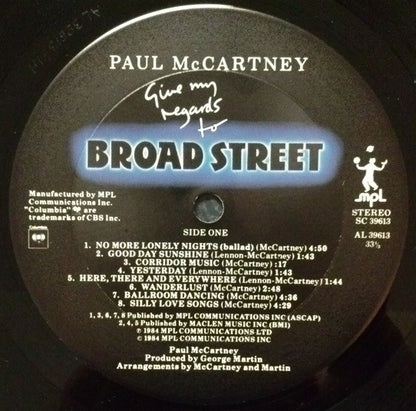 PAUL McCARTNEY
Give my
regards
to
BROAD STREET
Manufactured by MPL
Communications Inc.
"Columbia" are
trademarks of CBS Inc.
Columbia
mpl
STEREO
SC 39613
AL 39613
33⅓
SIDE ONE
1. NO MORE LONELY NIGHTS (ballad) (McCartney) 4:50
2. GOOD DAY SUNSHINE (Lennon-McCartney) 1:43
3. CORRIDOR MUSIC (McCartney) :17
4. YESTERDAY (Lennon-McCartney) 1:43
5. HERE, THERE AND EVERYWHERE (Lennon-McCartney) 1:44
6. WANDERLUST (McCartney) 2:48
7. BALLROOM DANCING (McCartney) 4:36
8. SILLY LOVE SONGS (McCartney) 4:29
1, 3, 6, 7, 8 Published by MPL COMMUNICATIONS INC (ASCAP)
2, 4, 5 Published by MACLEN MUSIC INC (BMI)
℗ 1984 MPL COMMUNICATIONS LTD
© 1984 MPL COMMUNICATIONS INC
Paul McCartney
Produced by George Martin
Arrangements by McCartney and Martin